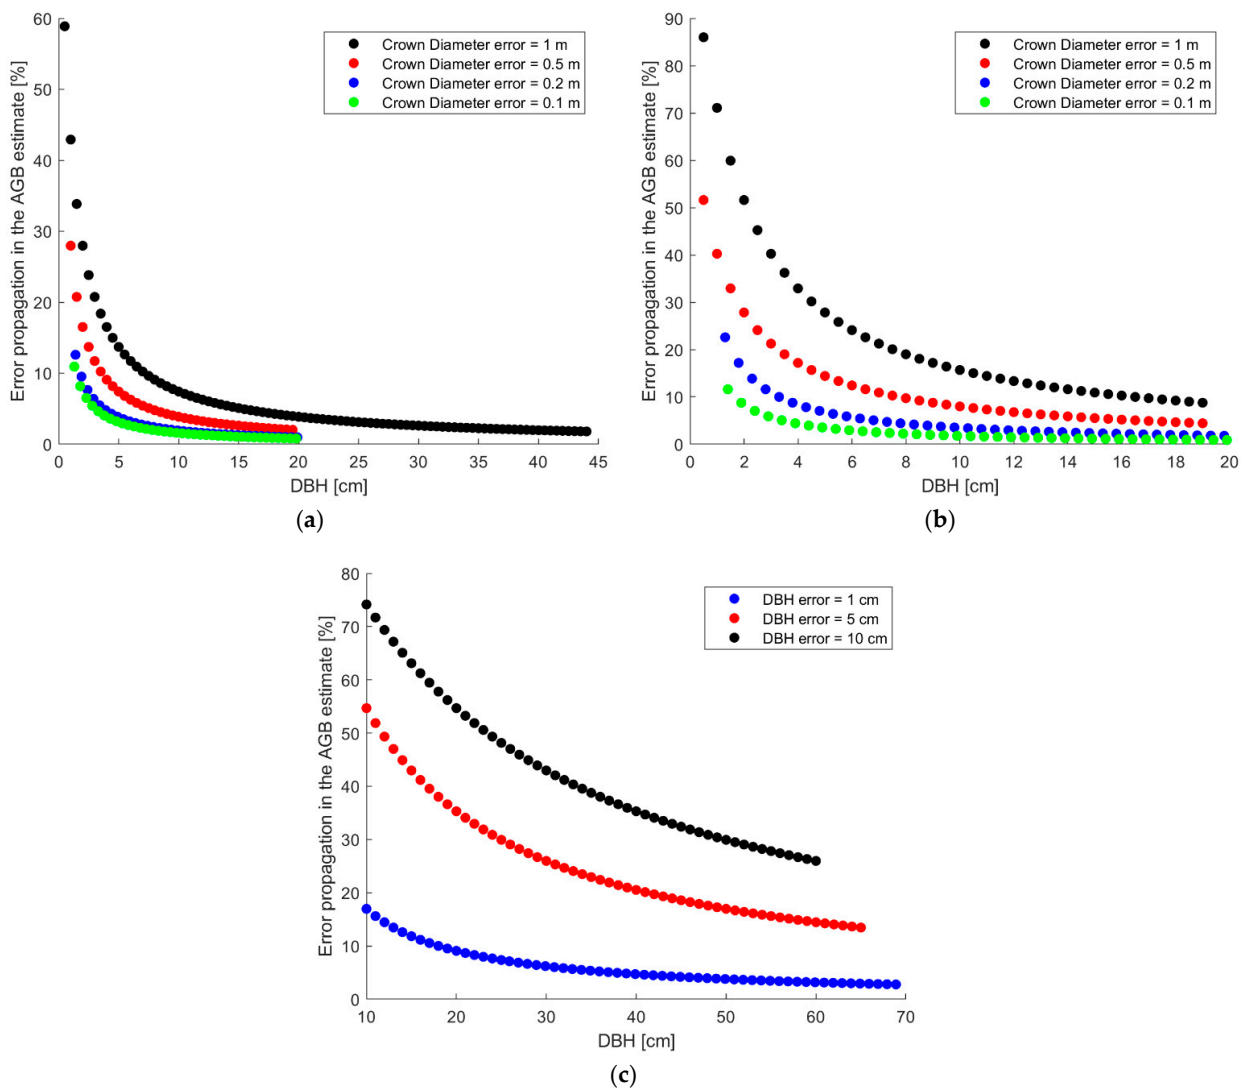 60
50
40
30
20
10
0
Error propagation in the AGB estimate [%]
Crown Diameter error = 1 m
Crown Diameter error = 0.5 m
Crown Diameter error = 0.2 m
Crown Diameter error = 0.1 m
0 5 10 15 20 25 30 35 40 45
DBH [cm]
(a)
90
80
70
60
50
40
30
20
10
0
Error propagation in the AGB estimate [%]
Crown Diameter error = 1 m
Crown Diameter error = 0.5 m
Crown Diameter error = 0.2 m
Crown Diameter error = 0.1 m
0 2 4 6 8 10 12 14 16 18 20
DBH [cm]
(b)
80
70
60
50
40
30
20
10
0
Error propagation in the AGB estimate [%]
DBH error = 1 cm
DBH error = 5 cm
DBH error = 10 cm
10 20 30 40 50 60 70
DBH [cm]
(c)